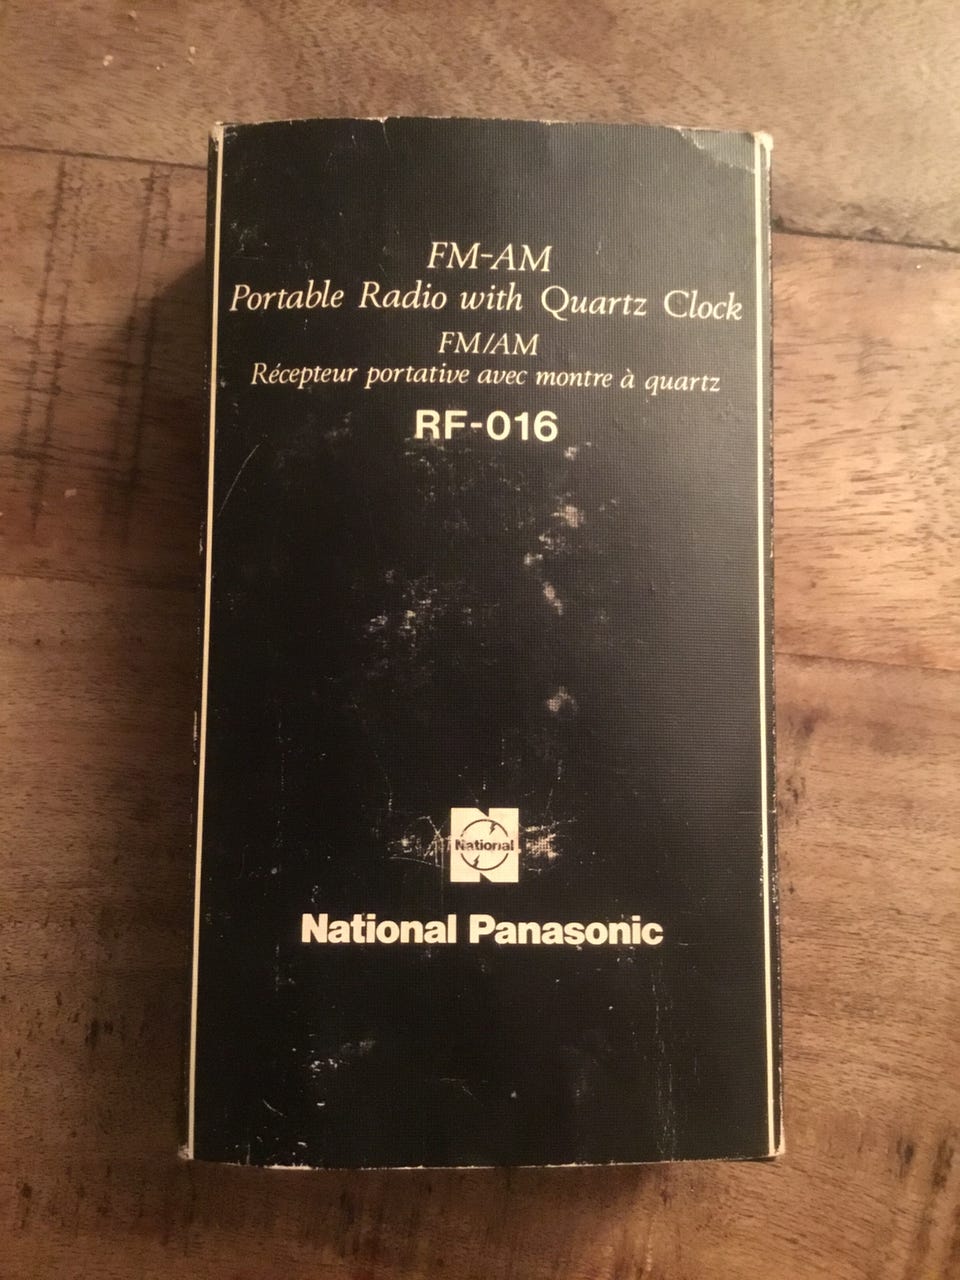 FM-AM
Portable Radio with Quartz Clock
FM/AM
Récepteur portative avec montre à quartz
RF-016
National
National Panasonic